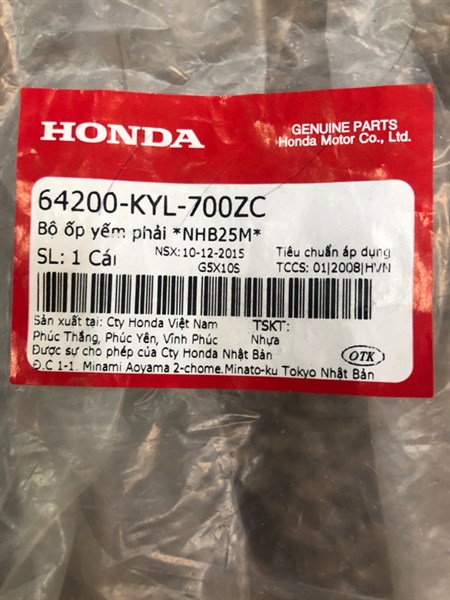 HONDA
GENUINE PARTS
Honda Motor Co., Ltd.
64200-KYL-700ZC
Bộ ốp yếm phải *NHB25M*
SL: 1 Cái
NSX: 10-12-2015
G5X10S
Tiêu chuẩn áp dụng
TCCS: 01|2008|HVN
Sản xuất tại: Cty Honda Việt Nam
TSKT:
Phúc Thắng, Phúc Yên, Vĩnh Phúc
Nhựa
Được sự cho phép của Cty Honda Nhật Bản
OTK
Đ.C 1-1. Minami Aoyama 2-chome.Minato-ku Tokyo Nhật Bản